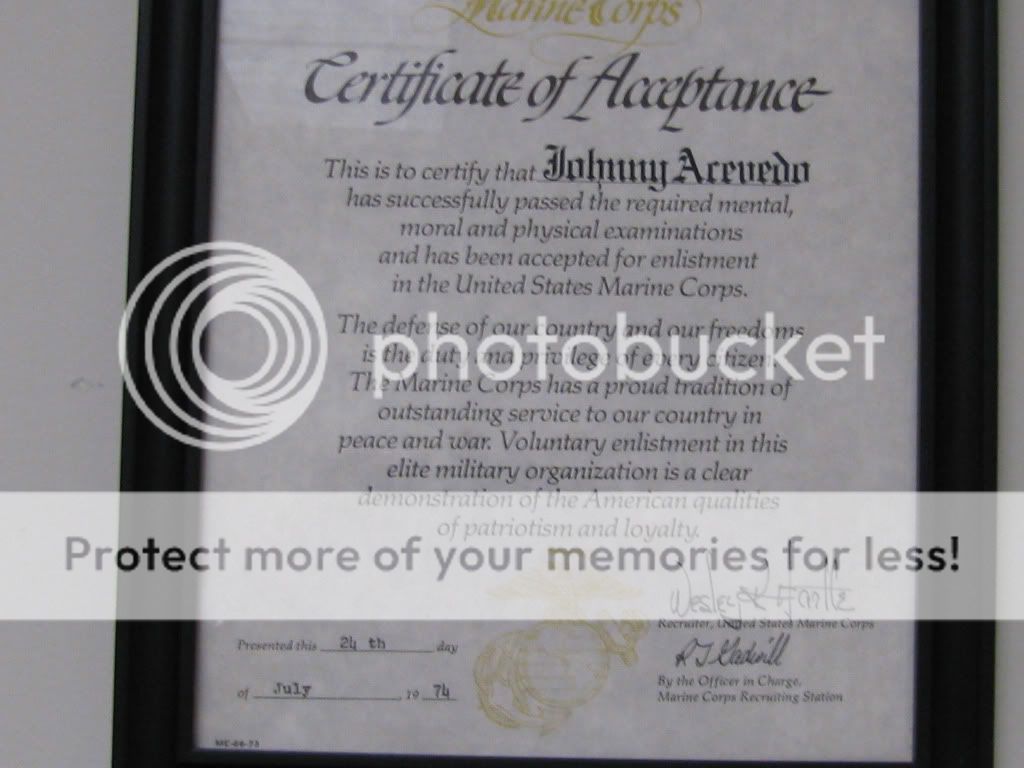 Marine Corps
Certificate of Acceptance
This is to certify that Johnny Acevedo
has successfully passed the required mental,
moral and physical examinations
and has been accepted for enlistment
in the United States Marine Corps.
The defense of our country and our freedoms
is the duty and privilege of every citizen.
photobucket
The Marine Corps has a proud tradition of
outstanding service to our country in
peace and war. Voluntary enlistment in this
elite military organization is a clear
demonstration of the American qualities
of patriotism and loyalty.
Protect more of your memories for less!
Wesley
Recruiter, United States Marine Corps
Presented this 24 th day
By the Officer in Charge,
of July, 19 74
Marine Corps Recruiting Station